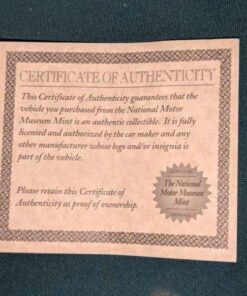 CERTIFICATE OF AUTHENTICITY
This Certificate of Authenticity guarantees that the
vehicle you purchased from the National Motor
Museum Mint is an authentic collectible. It is fully
licensed and authorized by the car maker and any
other manufacturer whose logo and/or insignia is
part of the vehicle.
Please retain this Certificate of
Authenticity as proof of ownership.
The National
Motor Museum
Mint